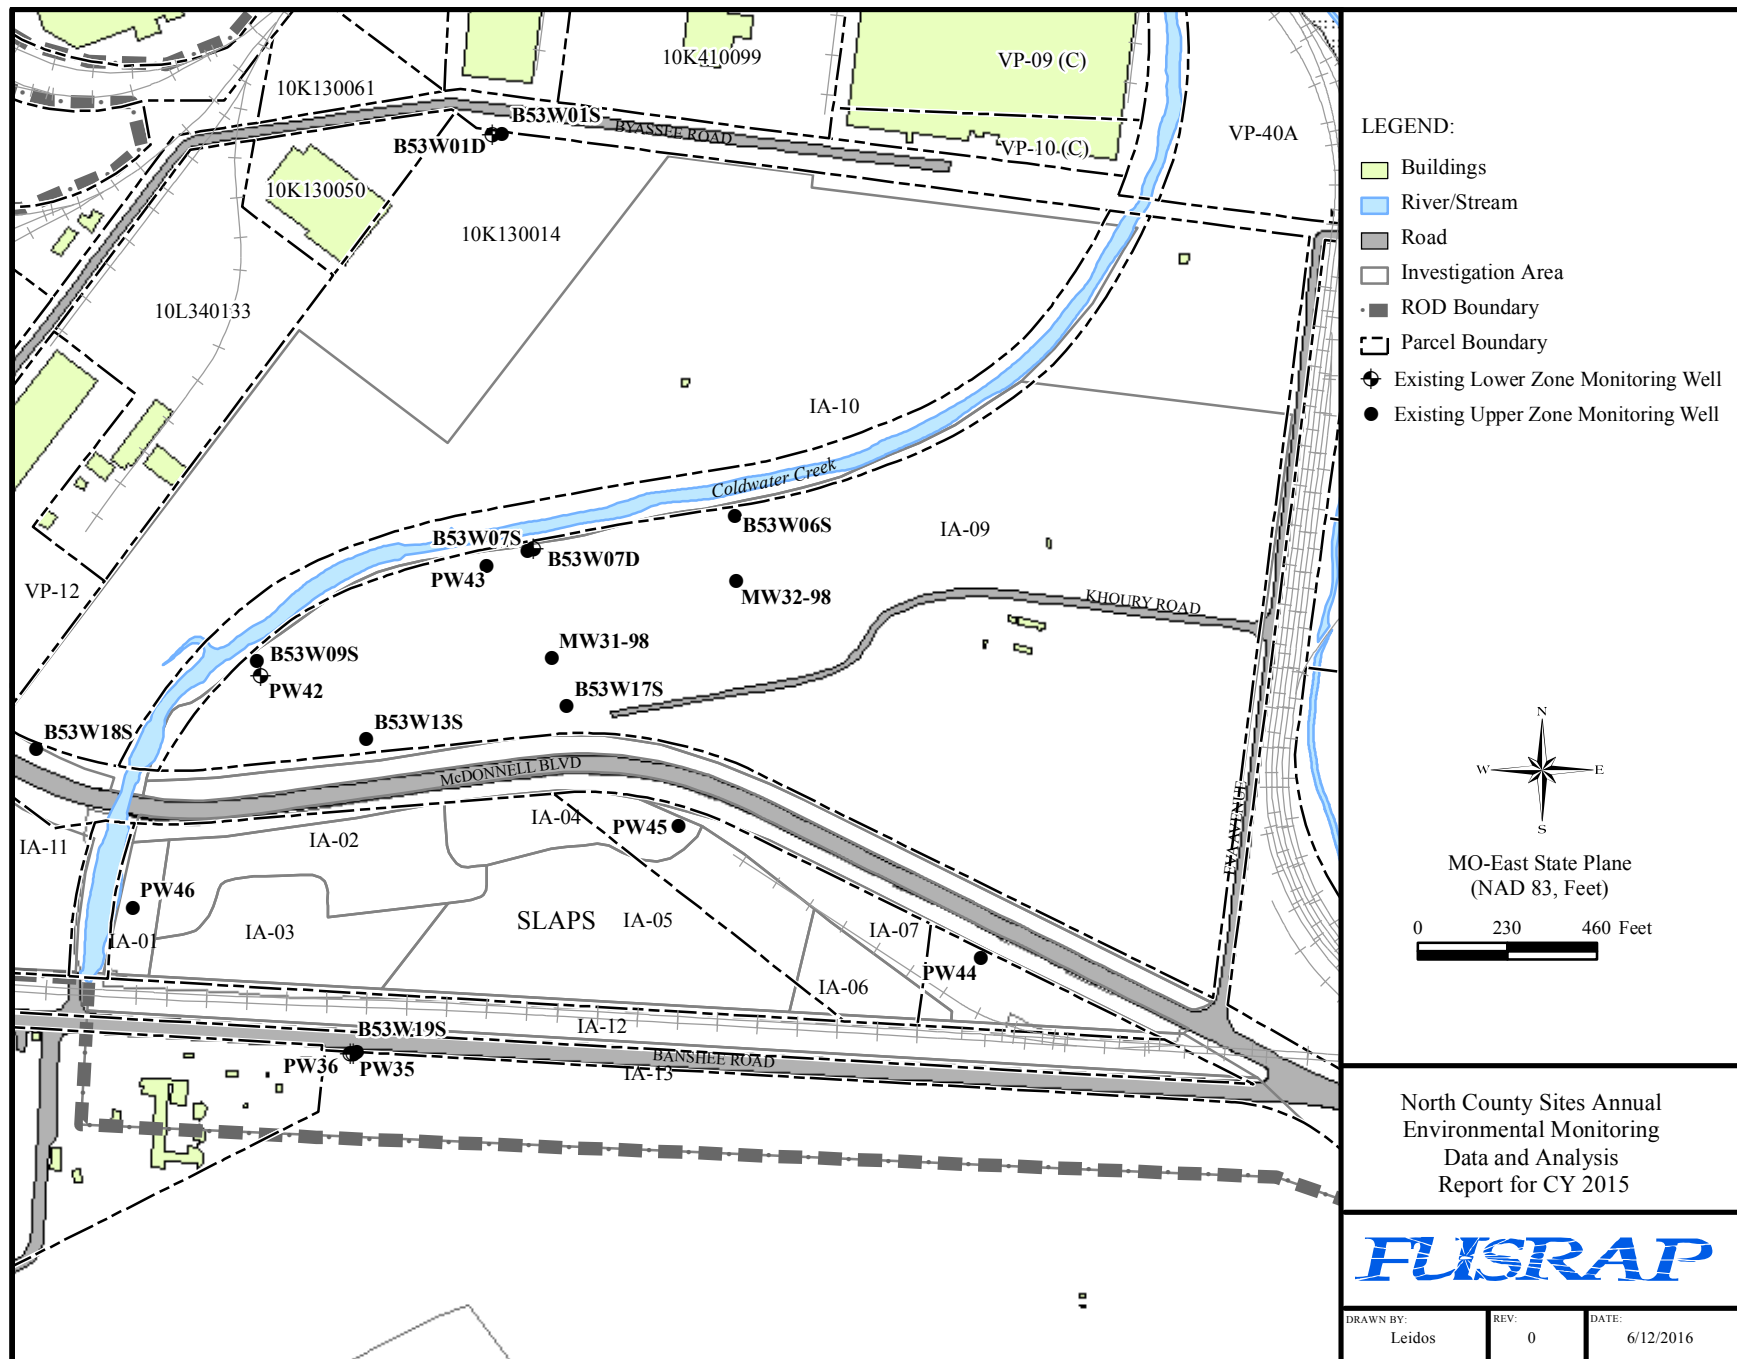 10K130061
10K410099
VP-09 (C)
B53W01S
BYASSEE ROAD
B53W01D
VP-10 (C)
VP-40A
10K130050
10K130014
10L340133
IA-10
Coldwater Creek
B53W06S
IA-09
B53W07S
B53W07D
PW43
VP-12
MW32-98
KHOURY ROAD
MW31-98
B53W09S
PW42
B53W17S
B53W13S
B53W18S
McDONNELL BLVD
EVA AVENUE
IA-04
PW45
IA-02
IA-11
PW46
SLAPS
IA-05
IA-07
IA-01
IA-03
PW44
IA-06
B53W19S
IA-12
PW36
PW35
BANSHEE ROAD
IA-13
LEGEND:
Buildings
River/Stream
Road
Investigation Area
ROD Boundary
Parcel Boundary
Existing Lower Zone Monitoring Well
Existing Upper Zone Monitoring Well
N
W E
S
MO-East State Plane
(NAD 83, Feet)
0 230 460 Feet
North County Sites Annual
Environmental Monitoring
Data and Analysis
Report for CY 2015
FUSRAP
DRAWN BY: REV: DATE:
Leidos 0 6/12/2016